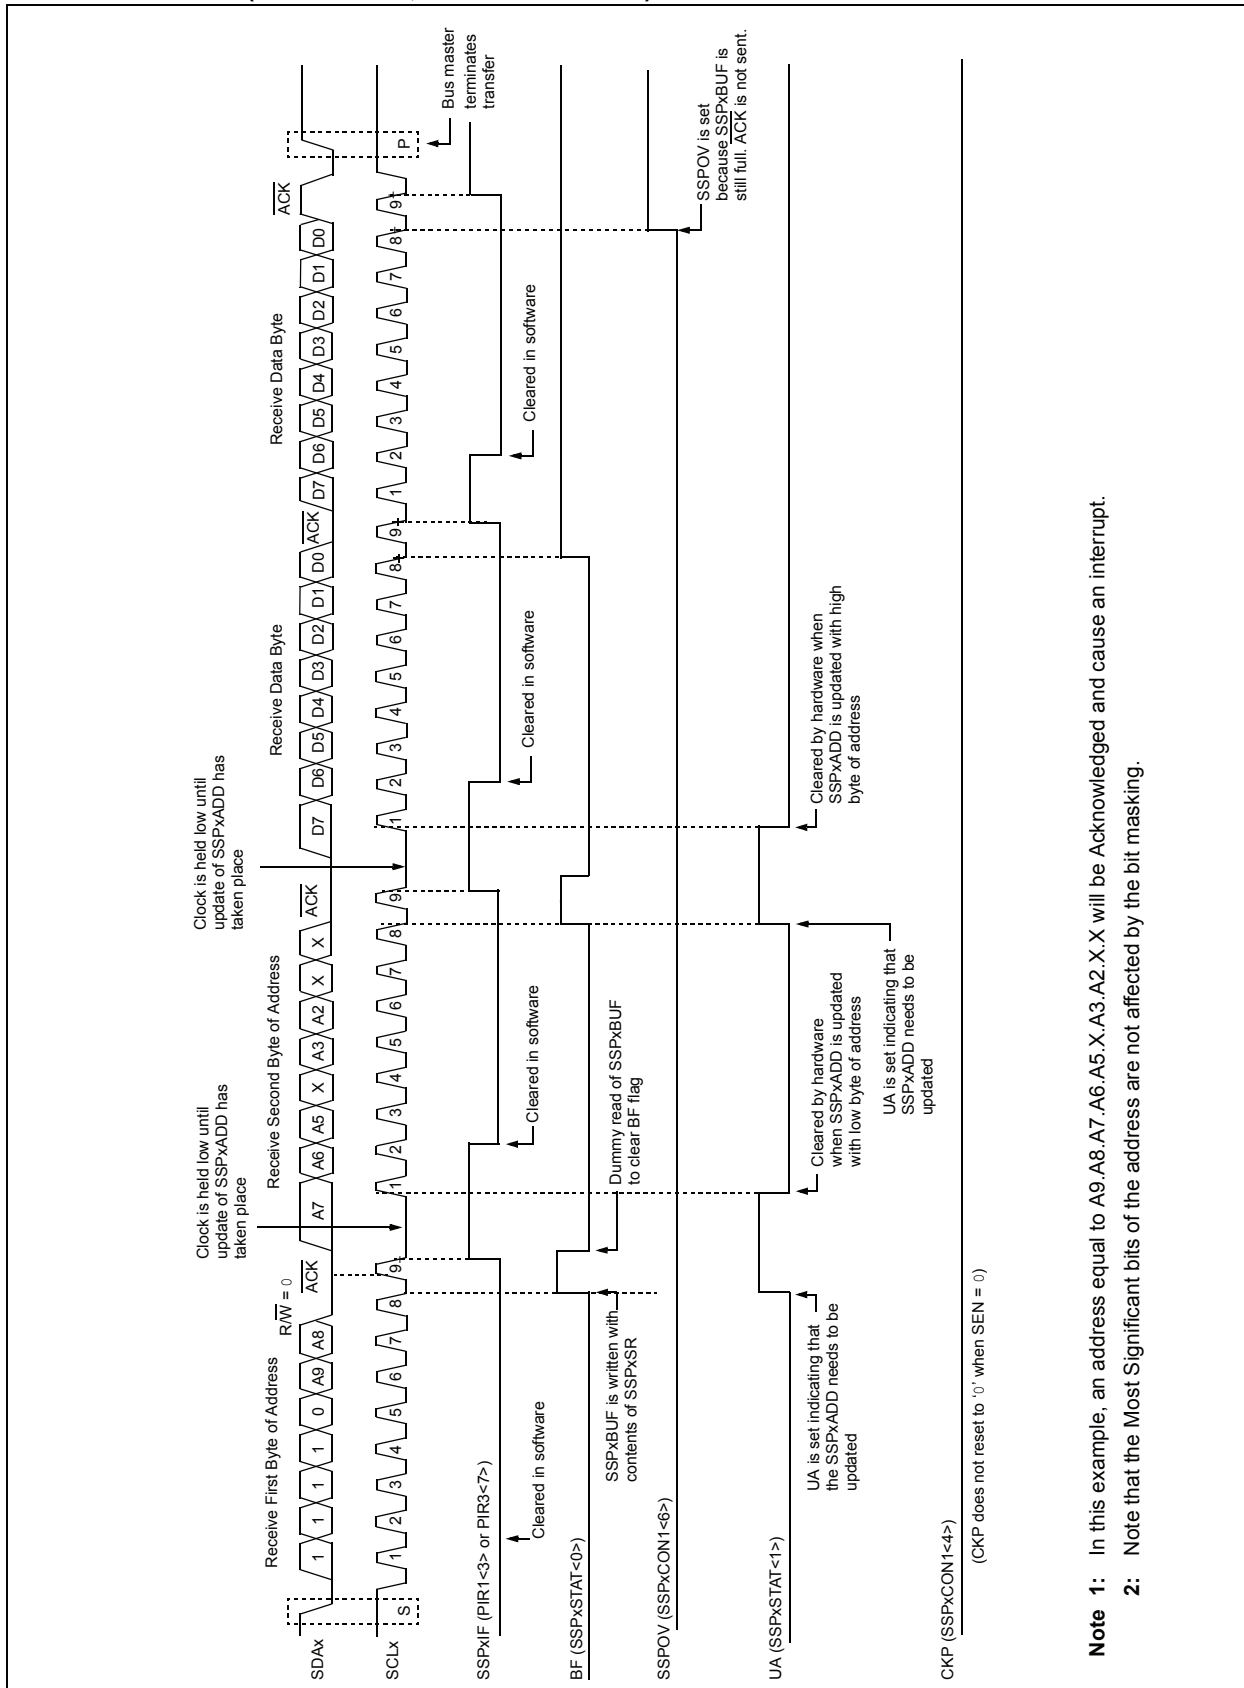 Receive First Byte of Address
R/W = 0
ACK
Clock is held low until
update of SSPxADD has
taken place
Receive Second Byte of Address
ACK
Clock is held low until
update of SSPxADD has
taken place
Receive Data Byte
ACK
Receive Data Byte
ACK
SDAx
1 1 1 1 0 A9 A8
A7 A6 A5 X A3 A2 X X
D7 D6 D5 D4 D3 D2 D1 D0
D7 D6 D5 D4 D3 D2 D1 D0
SCLx
S
1 2 3 4 5 6 7 8 9
1 2 3 4 5 6 7 8 9
1 2 3 4 5 6 7 8 9
1 2 3 4 5 6 7 8 9
P
Bus master
terminates
transfer
SSPxIF (PIR1<3> or PIR3<7>)
Cleared in software
Cleared in software
Cleared in software
Cleared in software
BF (SSPxSTAT<0>)
SSPxBUF is written with
contents of SSPxSR
Dummy read of SSPxBUF
to clear BF flag
SSPOV (SSPxCON1<6>)
SSPOV is set
because SSPxBUF is
still full. ACK is not sent.
UA (SSPxSTAT<1>)
UA is set indicating that
the SSPxADD needs to be
updated
Cleared by hardware
when SSPxADD is updated
with low byte of address
UA is set indicating that
SSPxADD needs to be
updated
Cleared by hardware when
SSPxADD is updated with high
byte of address
CKP (SSPxCON1<4>)
(CKP does not reset to ‘0’ when SEN = 0)
Note 1: In this example, an address equal to A9.A8.A7.A6.A5.X.A3.A2.X.X will be Acknowledged and cause an interrupt.
2: Note that the Most Significant bits of the address are not affected by the bit masking.